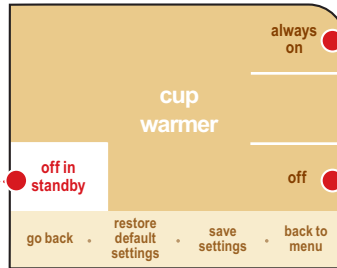 always
on
cup
warmer
off in
standby
off
go back • restore
default
settings • save
settings • back to
menu